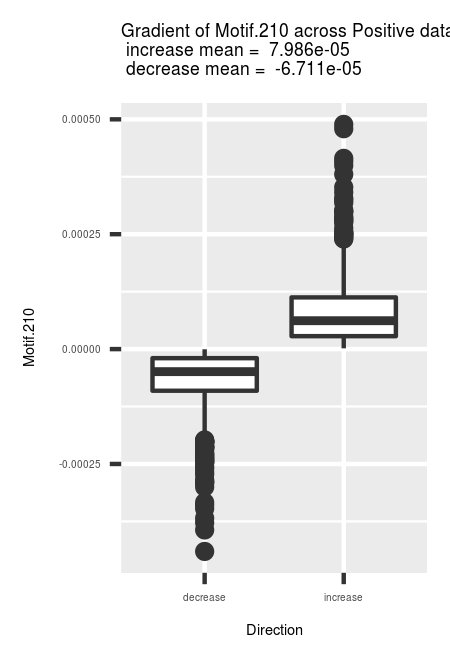 Gradient of Motif.210 across Positive data
increase mean =  7.986e-05
decrease mean =  -6.711e-05
0.00050
0.00025
0.00000
-0.00025
Motif.210
decrease
increase
Direction